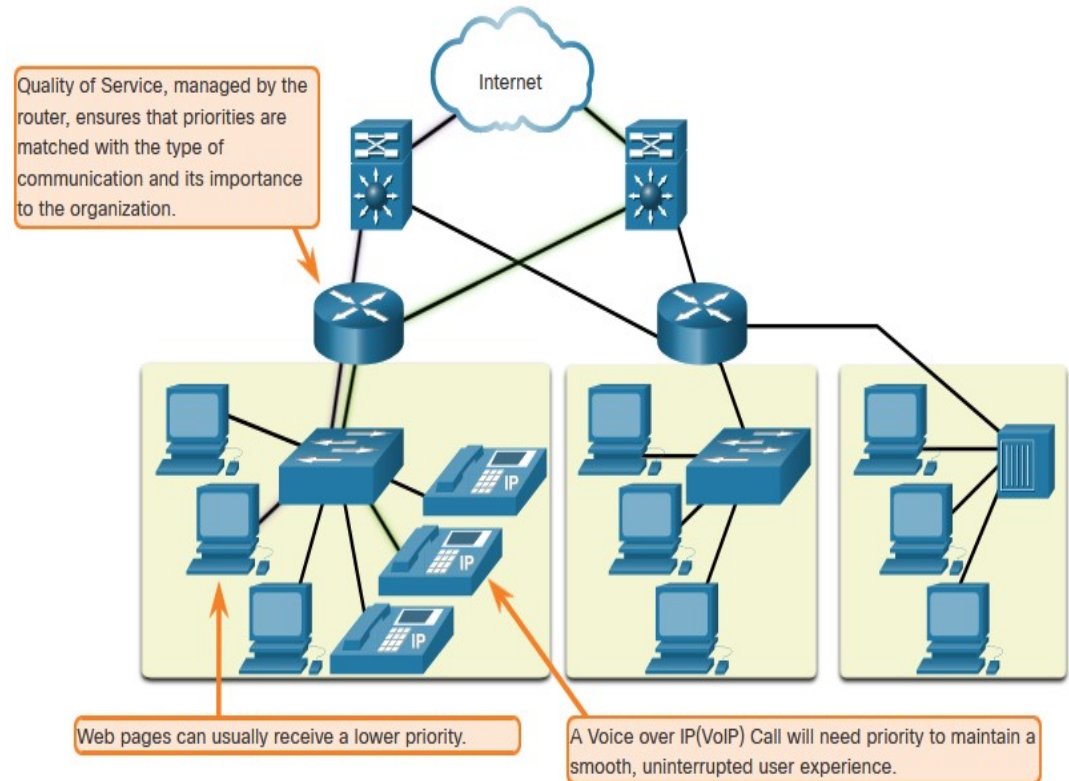 Internet
Quality of Service, managed by the
router, ensures that priorities are
matched with the type of
communication and its importance
to the organization.
IP
IP
IP
Web pages can usually receive a lower priority.
A Voice over IP(VoIP) Call will need priority to maintain a
smooth, uninterrupted user experience.